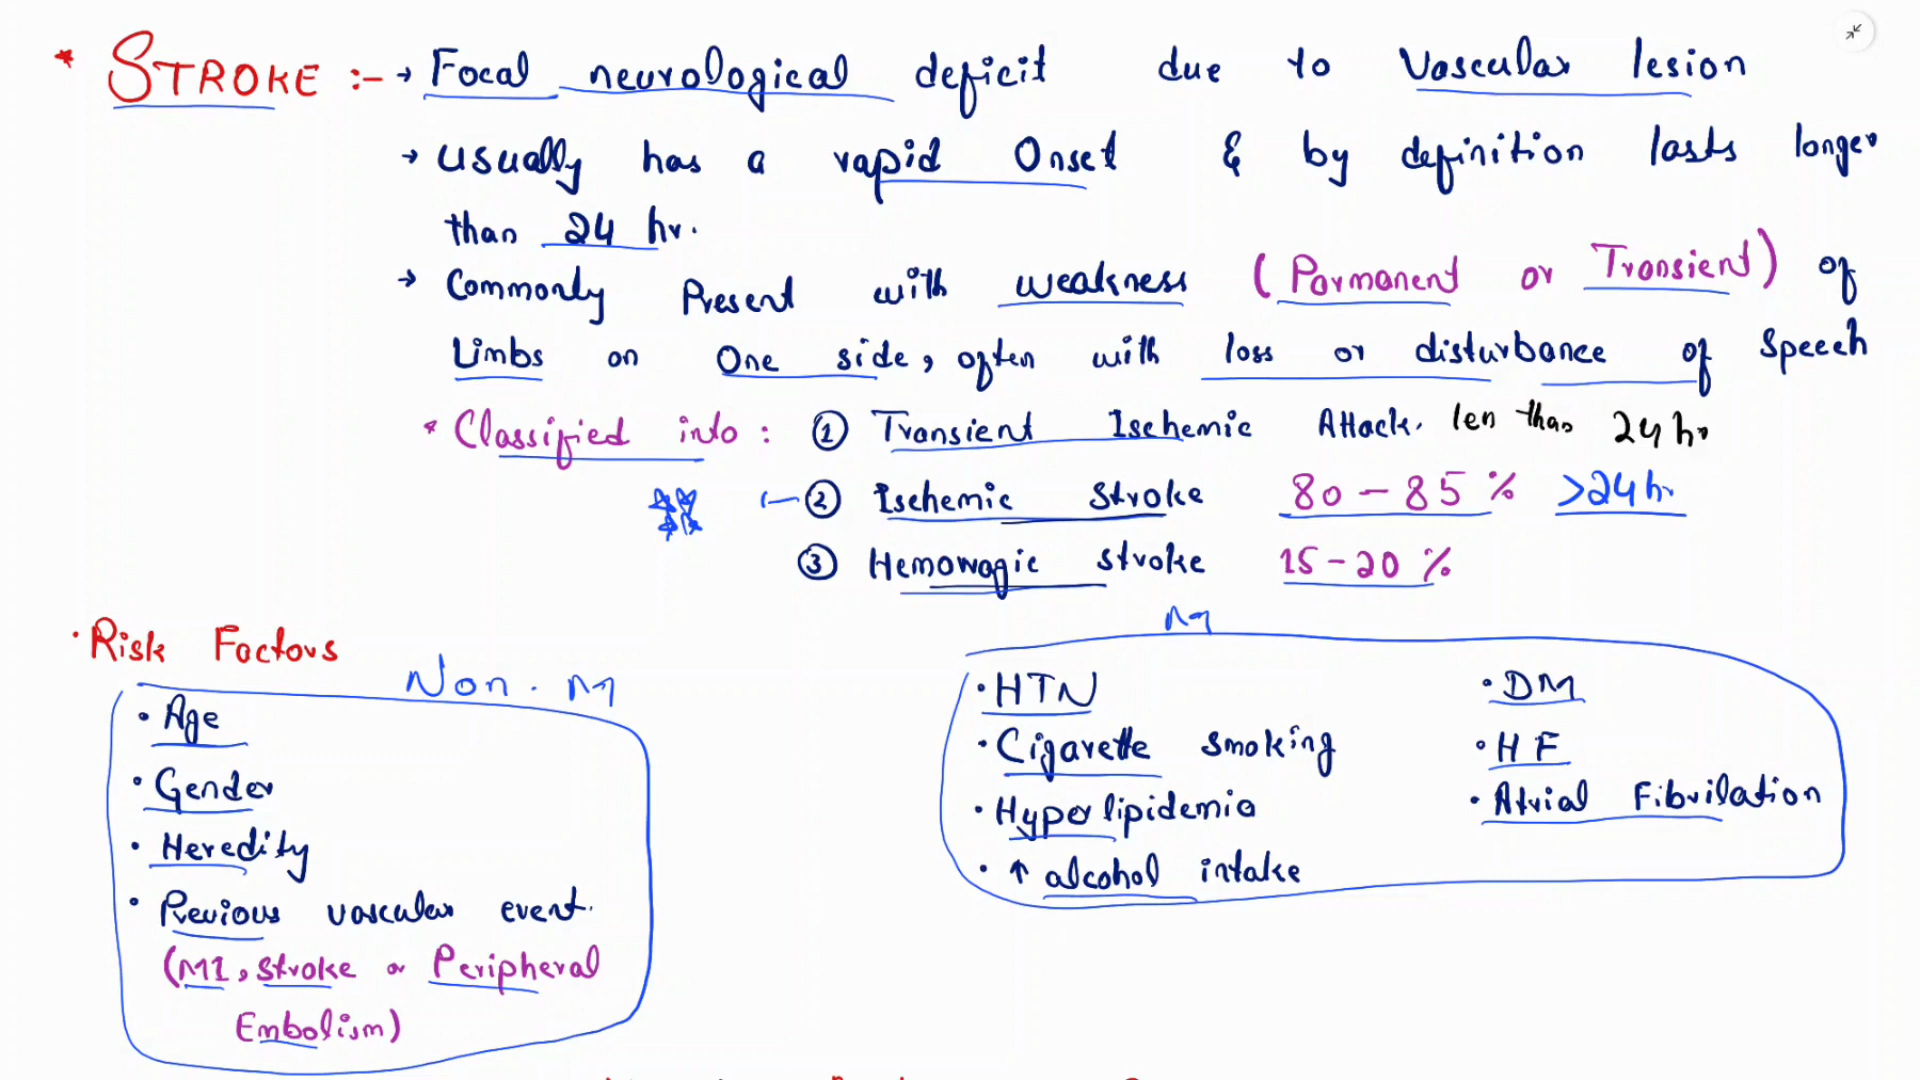 * STROKE :- → Focal neurological deficit due to Vascular lesion
→ usually has a rapid Onset & by definition lasts longer
than 24 hr.
→ Commonly Present with weakness (Parmanent or Transient) of
Limbs on One side, often with loss or disturbance of speech
* Classified into: ① Transient Ischemic Attack. less than 24 hr
② Ischemic stroke 80-85% >24 hr
③ Hemorragic stroke 15-20%
• Risk Factors
Non. M
• Age
• Gender
• Heredity
• Previous vascular event.
(MI, stroke or Peripheral
Embolism)
M
• HTN
• Cigarette smoking
• Hyperlipidemia
• ↑ alcohol intake
• DM
• HF
• Atrial Fibrilation